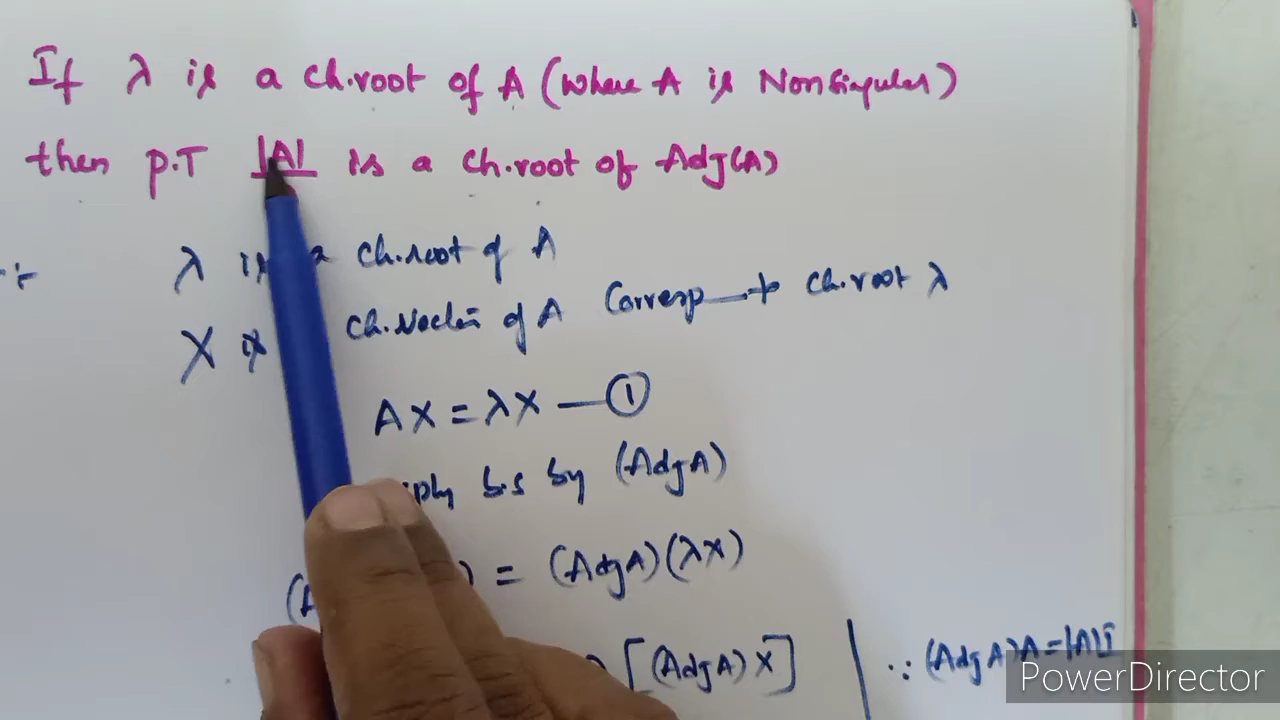 If λ is a ch.root of A (where A is Nonsingular)
then p.T |A| is a ch.root of Adj(A)
λ is a ch.root of A
X is ch.vector of A Corresp to ch.root λ
AX = λX — ①
b.s by (AdjA)
= (AdjA)(λX)
[(AdjA)X] | ∵ (AdjA)A = |A|I
PowerDirector